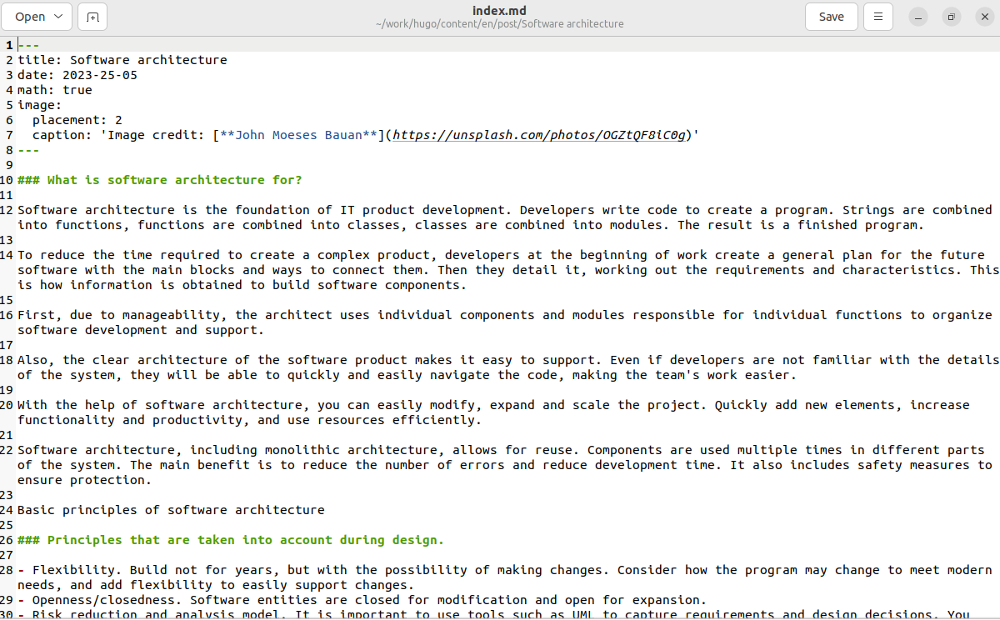 Open
index.md
~/work/hugo/content/en/post/Software architecture
Save
1 ---
2 title: Software architecture
3 date: 2023-25-05
4 math: true
5 image:
6   placement: 2
7   caption: 'Image credit: [**John Moeses Bauan**](https://unsplash.com/photos/OGZtQF8iC0g)'
8 ---
9
10 ### What is software architecture for?
11
12 Software architecture is the foundation of IT product development. Developers write code to create a program. Strings are combined
into functions, functions are combined into classes, classes are combined into modules. The result is a finished program.
13
14 To reduce the time required to create a complex product, developers at the beginning of work create a general plan for the future
software with the main blocks and ways to connect them. Then they detail it, working out the requirements and characteristics. This
is how information is obtained to build software components.
15
16 First, due to manageability, the architect uses individual components and modules responsible for individual functions to organize
software development and support.
17
18 Also, the clear architecture of the software product makes it easy to support. Even if developers are not familiar with the details
of the system, they will be able to quickly and easily navigate the code, making the team's work easier.
19
20 With the help of software architecture, you can easily modify, expand and scale the project. Quickly add new elements, increase
functionality and productivity, and use resources efficiently.
21
22 Software architecture, including monolithic architecture, allows for reuse. Components are used multiple times in different parts
of the system. The main benefit is to reduce the number of errors and reduce development time. It also includes safety measures to
ensure protection.
23
24 Basic principles of software architecture
25
26 ### Principles that are taken into account during design.
27
28 - Flexibility. Build not for years, but with the possibility of making changes. Consider how the program may change to meet modern
needs, and add flexibility to easily support changes.
29 - Openness/closedness. Software entities are closed for modification and open for expansion.
30 - Risk reduction and analysis model. It is important to use tools such as UML to capture requirements and design decisions. You